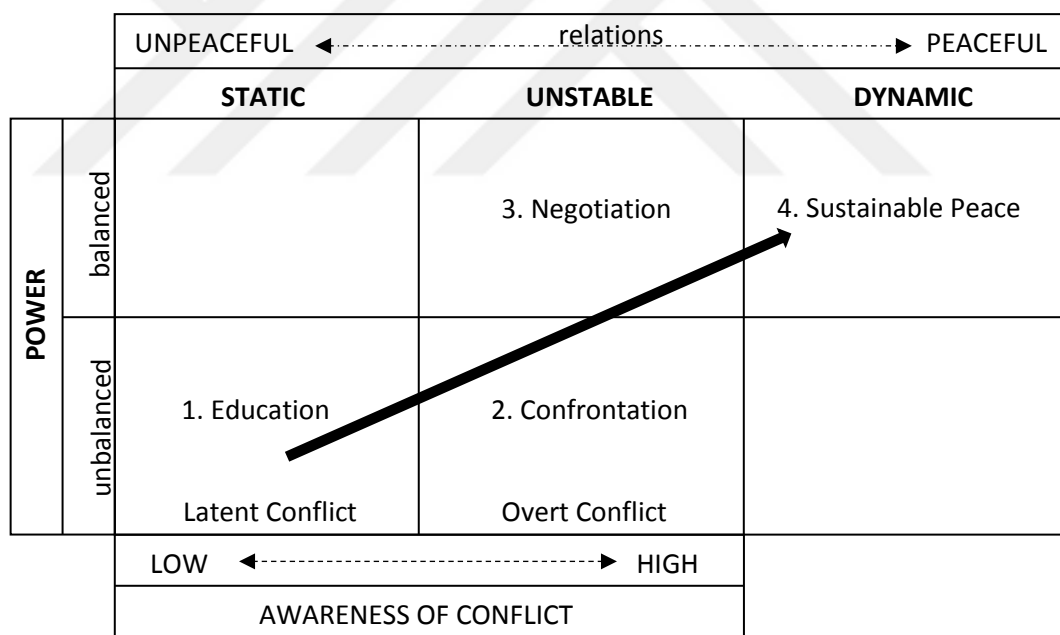 UNPEACEFUL relations PEACEFUL
STATIC UNSTABLE DYNAMIC
POWER
balanced
3. Negotiation 4. Sustainable Peace
unbalanced
1. Education 2. Confrontation
Latent Conflict Overt Conflict
LOW HIGH
AWARENESS OF CONFLICT